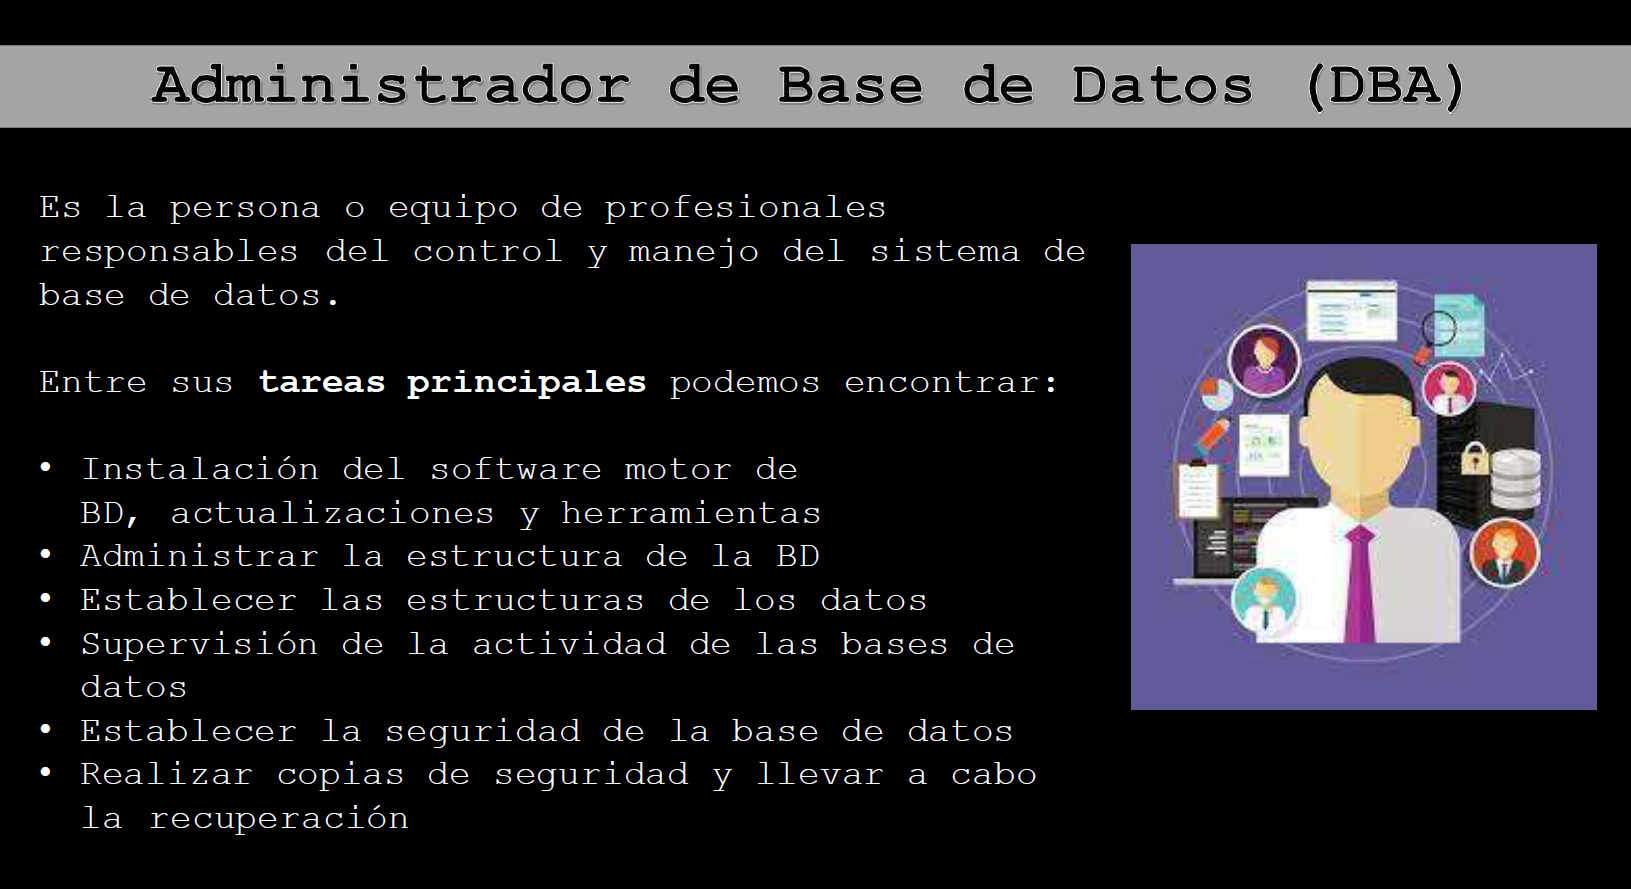 Administrador de Base de Datos (DBA)
Es la persona o equipo de profesionales
responsables del control y manejo del sistema de
base de datos.
Entre sus tareas principales podemos encontrar:
• Instalación del software motor de
BD, actualizaciones y herramientas
• Administrar la estructura de la BD
• Establecer las estructuras de los datos
• Supervisión de la actividad de las bases de
datos
• Establecer la seguridad de la base de datos
• Realizar copias de seguridad y llevar a cabo
la recuperación